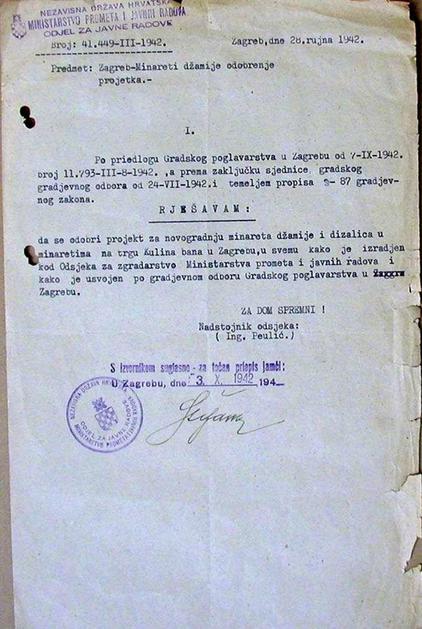 NEZAVISNA DRŽAVA HRVATSKA
MINISTARSTVO PROMETA I JAVNIH RADOVA
ODJEL ZA JAVNE RADOVE
Broj: 41.449-III-1942.
Zagreb,dne 28.rujna 1942.
Predmet: Zagreb-Minareti džamije odobrenje
projetka.-
I.
Po priedlogu Gradskog poglavarstva u Zagrebu od 7-IX-1942.
broj 11.793-III-8-1942. ,a prema zaključku sjednice, gradskog
gradjevnog odbora od 24-VII-1942.i temeljem propisa 87 gradjev-
nog zakona.
RJEŠAVAM:
da se odobri projekt za novogradnju minareta džamije i dizalica u
minaretima na trgu Kulina bana u Zagrebu,u svemu kako je izradjen
kod Odsjeka za zgradarstvo Ministarstva prometa i javnih radova i
kako je usvojen po gradjevnom odboru Gradskog poglavarstva u
Zagrebu.
ZA DOM SPREMNI !
Nadstojnik odsjeka:
( Ing. Peulić. )
S izvornikom suglasno - za točan priepis jamči:
U Zagrebu, dne 3. X. 1942 194
NEZAVISNA DRŽAVA HRVATSKA
ODJEL ZA JAVNE RADOVE